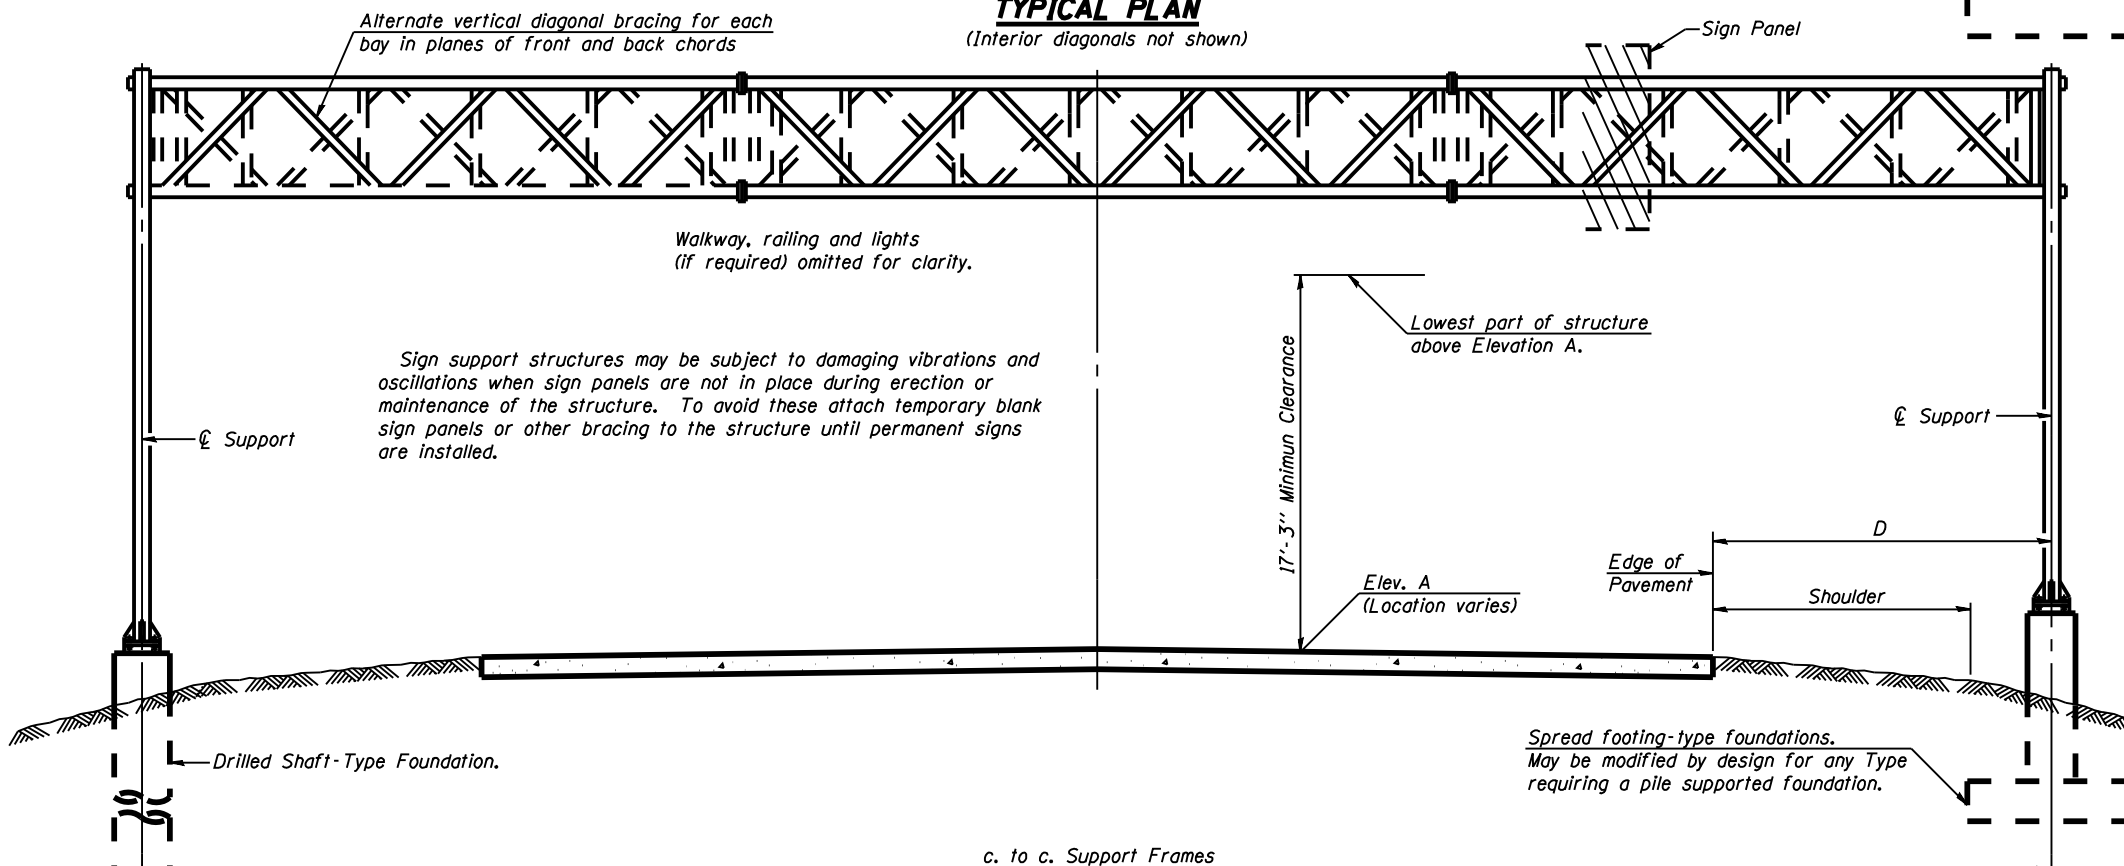 TYPICAL PLAN
(Interior diagonals not shown)
Alternate vertical diagonal bracing for each
bay in planes of front and back chords
Sign Panel
Walkway, railing and lights
(if required) omitted for clarity.
Lowest part of structure
above Elevation A.
Sign support structures may be subject to damaging vibrations and
oscillations when sign panels are not in place during erection or
maintenance of the structure. To avoid these attach temporary blank
sign panels or other bracing to the structure until permanent signs
are installed.
17'-3" Minimun Clearance
℄ Support
℄ Support
D
Edge of
Pavement
Shoulder
Elev. A
(Location varies)
Drilled Shaft-Type Foundation.
Spread footing-type foundations.
May be modified by design for any Type
requiring a pile supported foundation.
c. to c. Support Frames